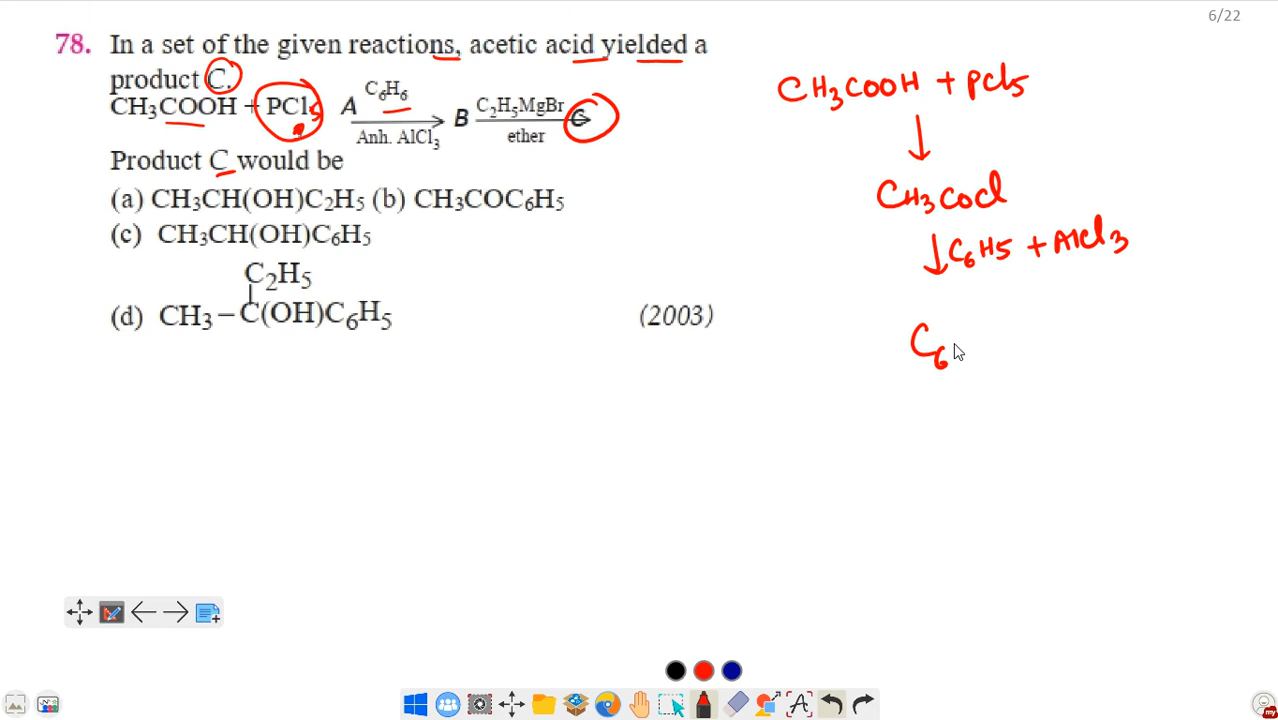 6/22
78. In a set of the given reactions, acetic acid yielded a
product C.
CH3COOH + PCl5 A C6H6 Anh. AlCl3 B C2H5MgBr ether C
Product C would be
(a) CH3CH(OH)C2H5 (b) CH3COC6H5
(c) CH3CH(OH)C6H5
C2H5
(d) CH3 – C(OH)C6H5 (2003)
CH3COOH + PCl5
CH3COCl
C6H5 + AlCl3
C6